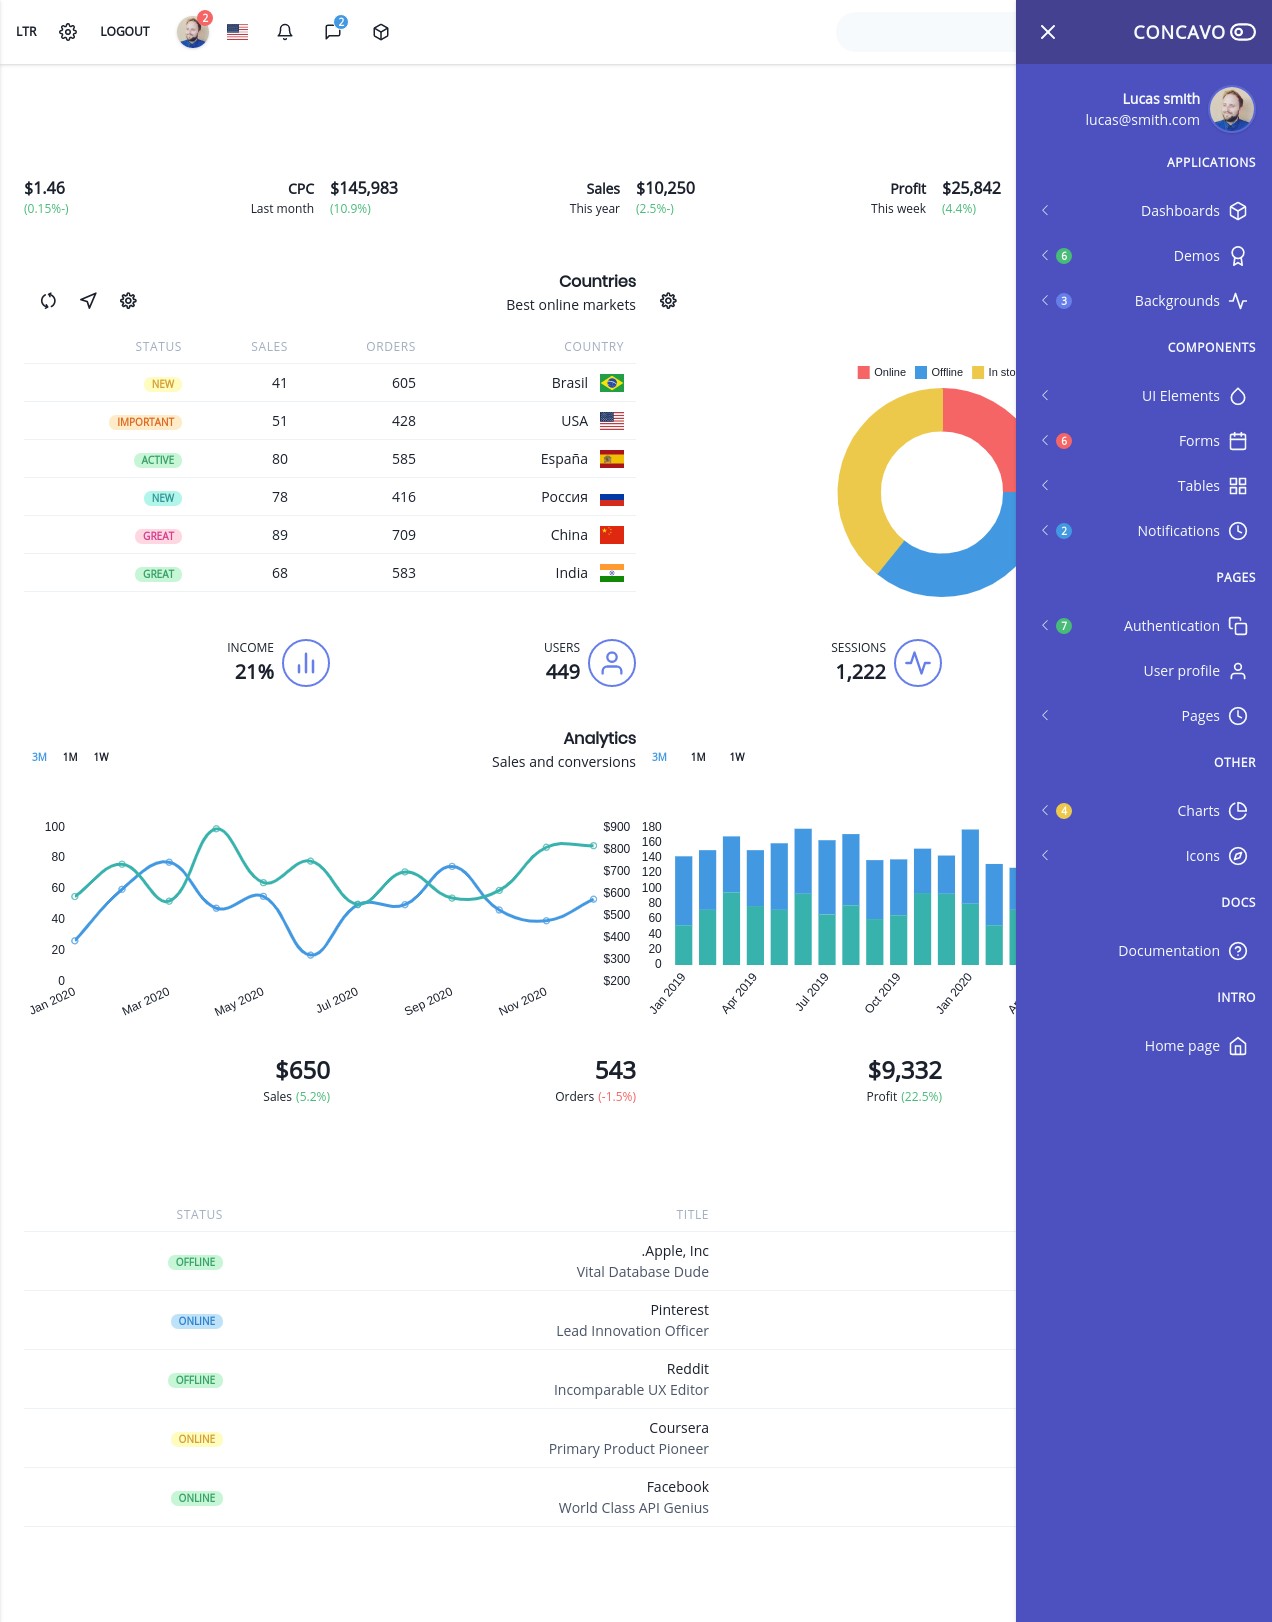 LTR
LOGOUT
2
2
CONCAVO
Lucas smith
lucas@smith.com
APPLICATIONS
Dashboards
Demos
6
Backgrounds
3
COMPONENTS
UI Elements
Forms
6
Tables
Notifications
2
PAGES
Authentication
7
User profile
Pages
OTHER
Charts
4
Icons
DOCS
Documentation
INTRO
Home page
$1.46
(0.15%-)
CPC
Last month
$145,983
(10.9%)
Sales
This year
$10,250
(2.5%-)
Profit
This week
$25,842
(4.4%)
Countries
Best online markets
STATUS SALES ORDERS COUNTRY
NEW 41 605 Brasil
IMPORTANT 51 428 USA
ACTIVE 80 585 España
NEW 78 416 Россия
GREAT 89 709 China
GREAT 68 583 India
Online Offline In sto
INCOME
21%
USERS
449
SESSIONS
1,222
Analytics
Sales and conversions
3M 1M 1W
3M 1M 1W
100
80
60
40
20
0
Jan 2020 Mar 2020 May 2020 Jul 2020 Sep 2020 Nov 2020
$900
$800
$700
$600
$500
$400
$300
$200
180
160
140
120
100
80
60
40
20
0
Jan 2019 Apr 2019 Jul 2019 Oct 2019 Jan 2020
$650
Sales (5.2%)
543
Orders (-1.5%)
$9,332
Profit (22.5%)
STATUS TITLE
OFFLINE
.Apple, Inc
Vital Database Dude
ONLINE
Pinterest
Lead Innovation Officer
OFFLINE
Reddit
Incomparable UX Editor
ONLINE
Coursera
Primary Product Pioneer
ONLINE
Facebook
World Class API Genius